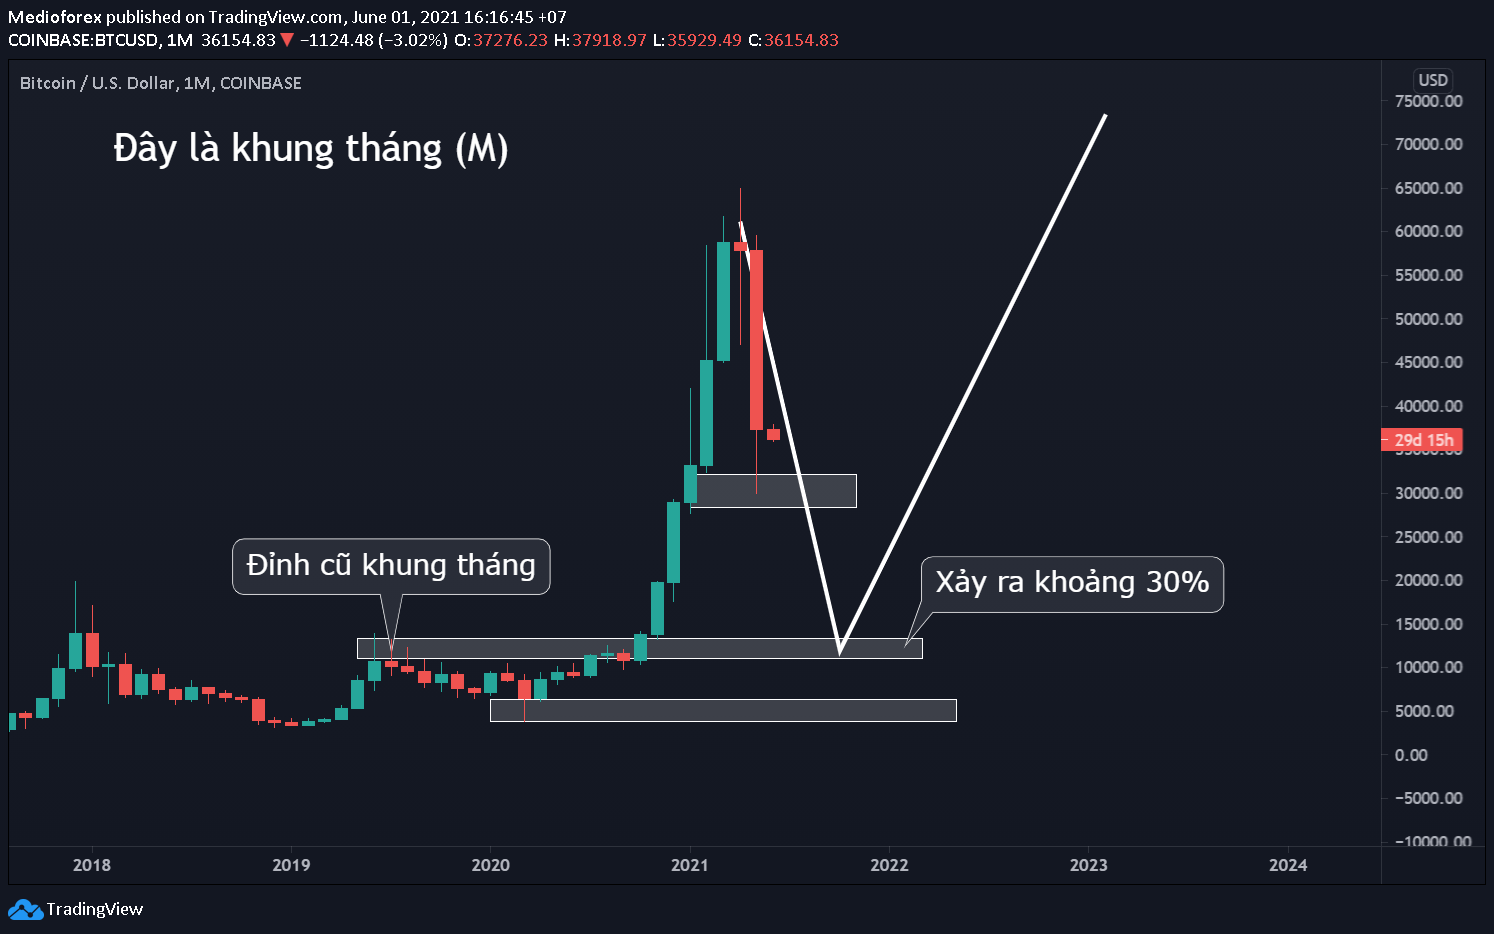 Medioforex published on TradingView.com, June 01, 2021 16:16:45 +07
COINBASE:BTCUSD, 1M 36154.83 ▼ −1124.48 (−3.02%) O:37276.23 H:37918.97 L:35929.49 C:36154.83
Bitcoin / U.S. Dollar, 1M, COINBASE
USD
Đây là khung tháng (M)
75000.00
70000.00
65000.00
60000.00
55000.00
50000.00
45000.00
40000.00
29d 15h
35000.00
30000.00
25000.00
Đỉnh cũ khung tháng
Xảy ra khoảng 30%
20000.00
15000.00
10000.00
5000.00
0.00
−5000.00
−10000.00
2018 2019 2020 2021 2022 2023 2024
TradingView